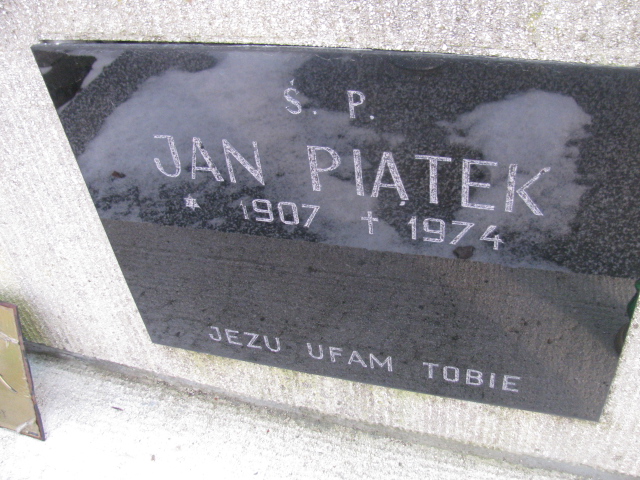 Ś. P.
JAN PIĄTEK
* 1907 † 1974
JEZU UFAM TOBIE